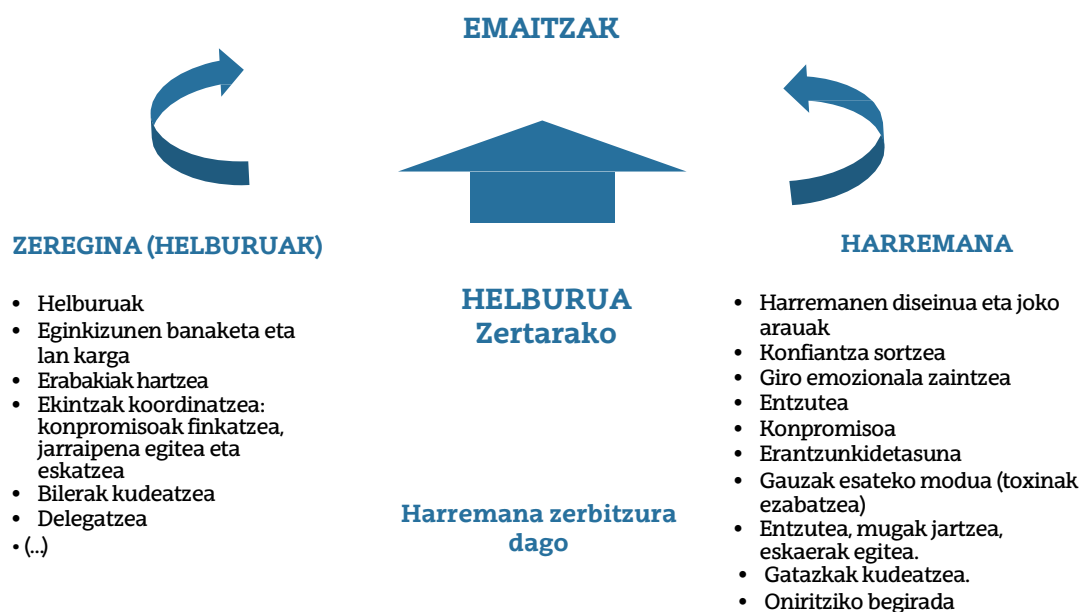 EMAITZAK
ZEREGINA (HELBURUAK)
• Helburuak
• Eginkizunen banaketa eta
lan karga
• Erabakiak hartzea
• Ekintzak koordinatzea:
konpromisoak finkatzea,
jarraipena egitea eta
eskatzea
• Bilerak kudeatzea
• Delegatzea
• (...)
HELBURUA
Zertarako
Harremana zerbitzura
dago
HARREMANA
• Harremanen diseinua eta joko
arauak
• Konfiantza sortzea
• Giro emozionala zaintzea
• Entzutea
• Konpromisoa
• Erantzunkidetasuna
• Gauzak esateko modua (toxinak
ezabatzea)
• Entzutea, mugak jartzea,
eskaerak egitea.
• Gatazkak kudeatzea.
• Oniritziko begirada